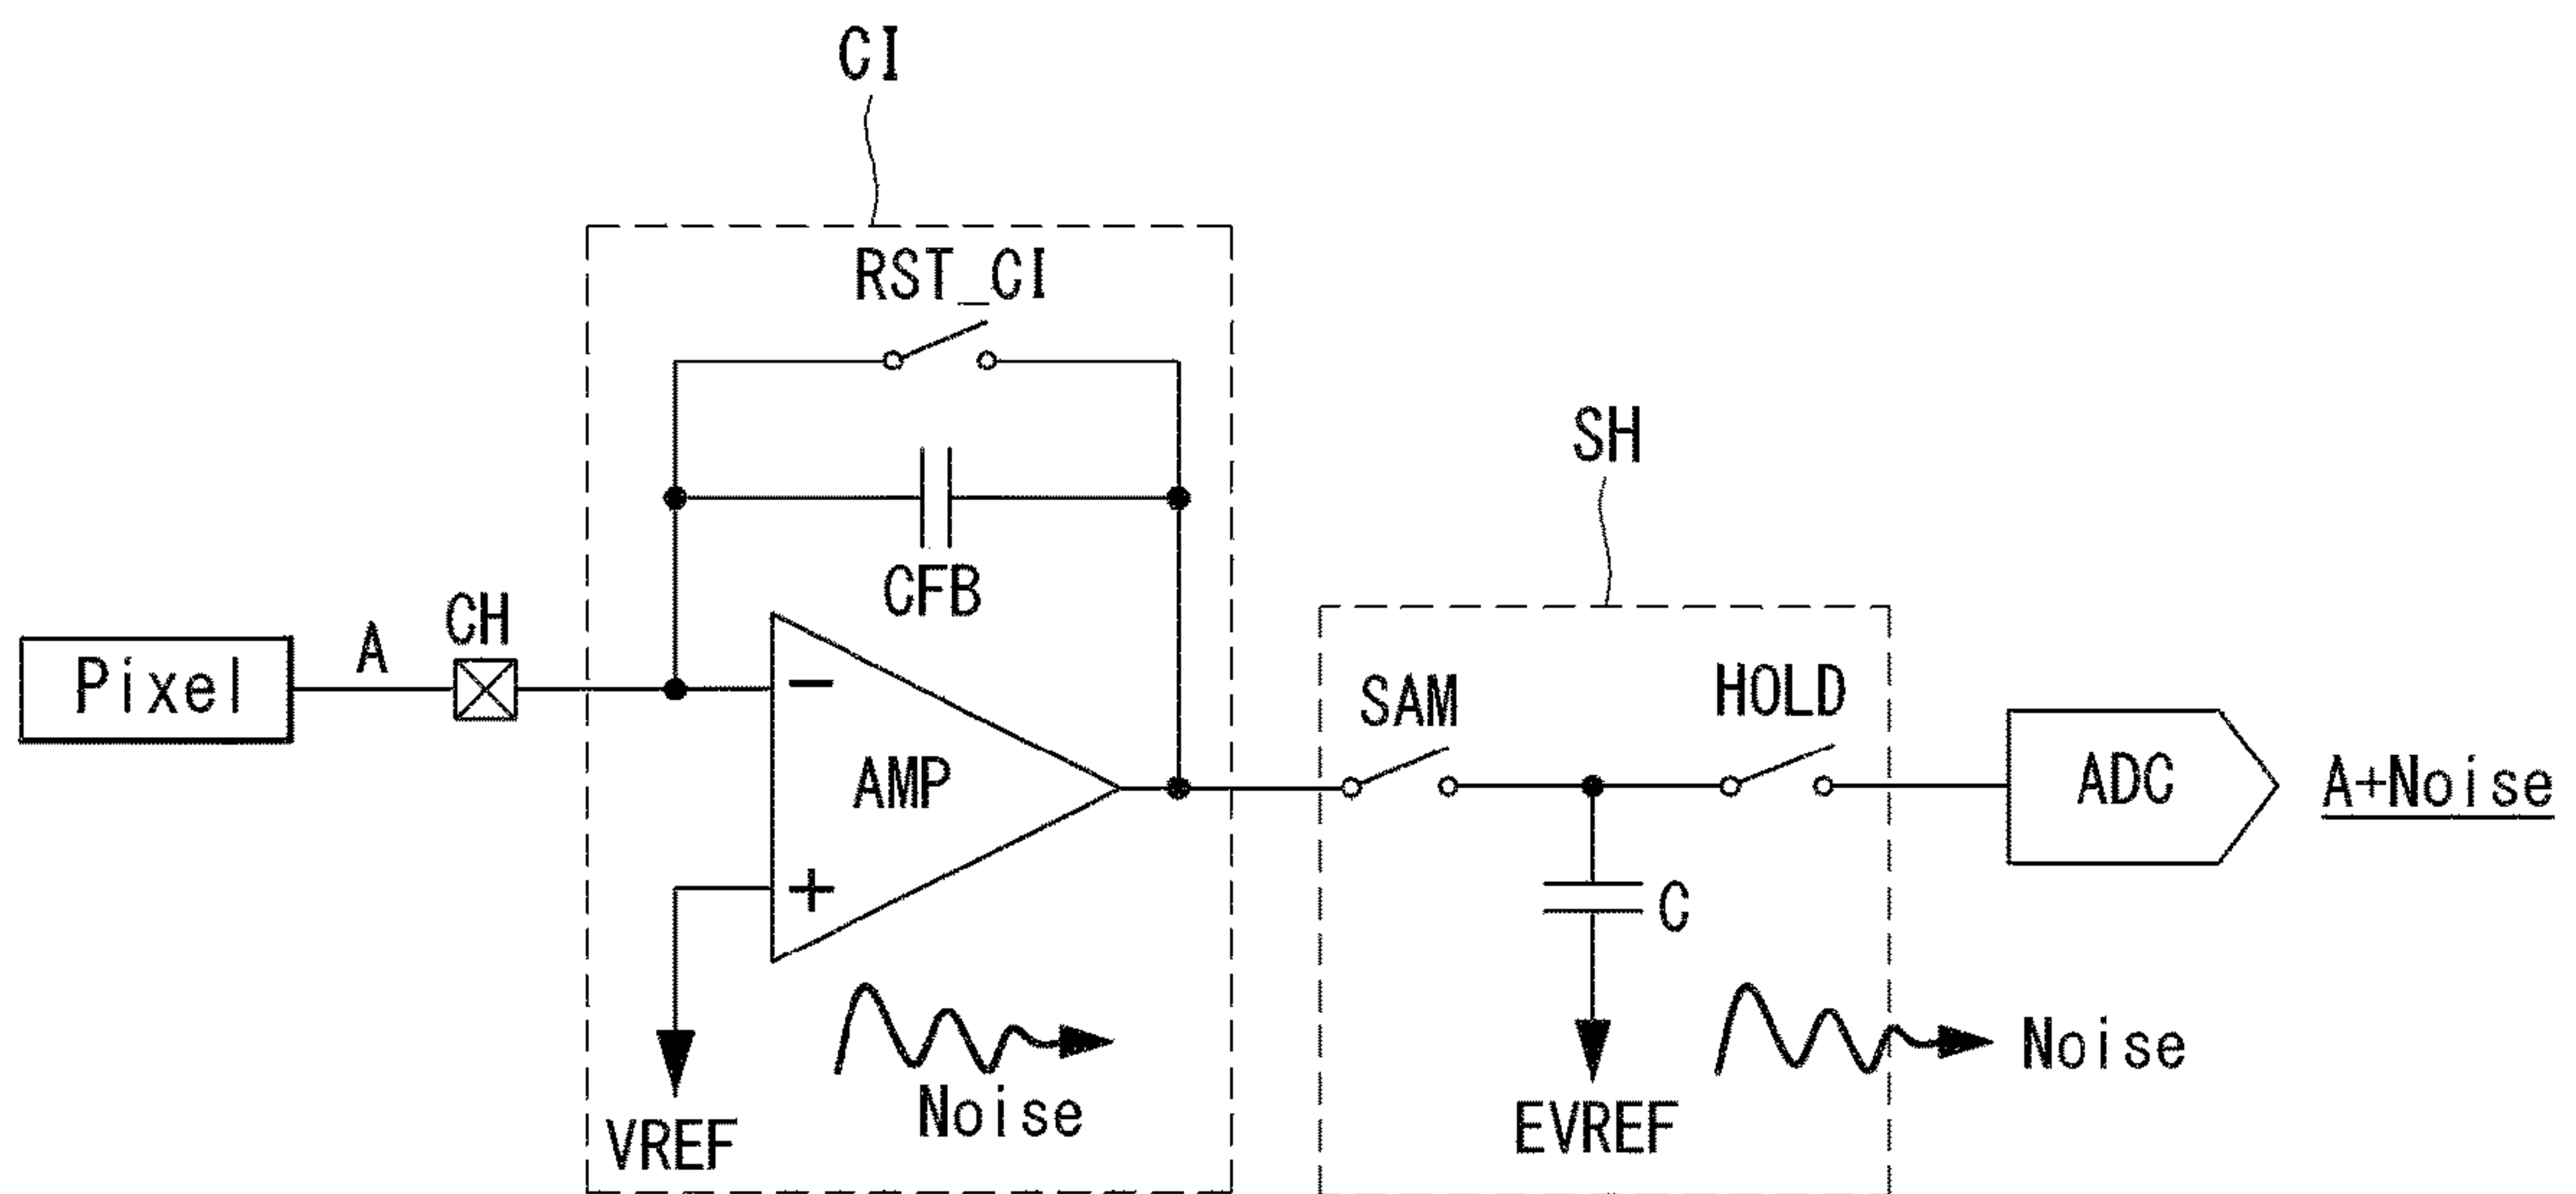 CI
RST_CI
CFB
SH
Pixel
A
CH
−
AMP
+
SAM
HOLD
ADC
A+Noise
C
VREF
Noise
EVREF
Noise